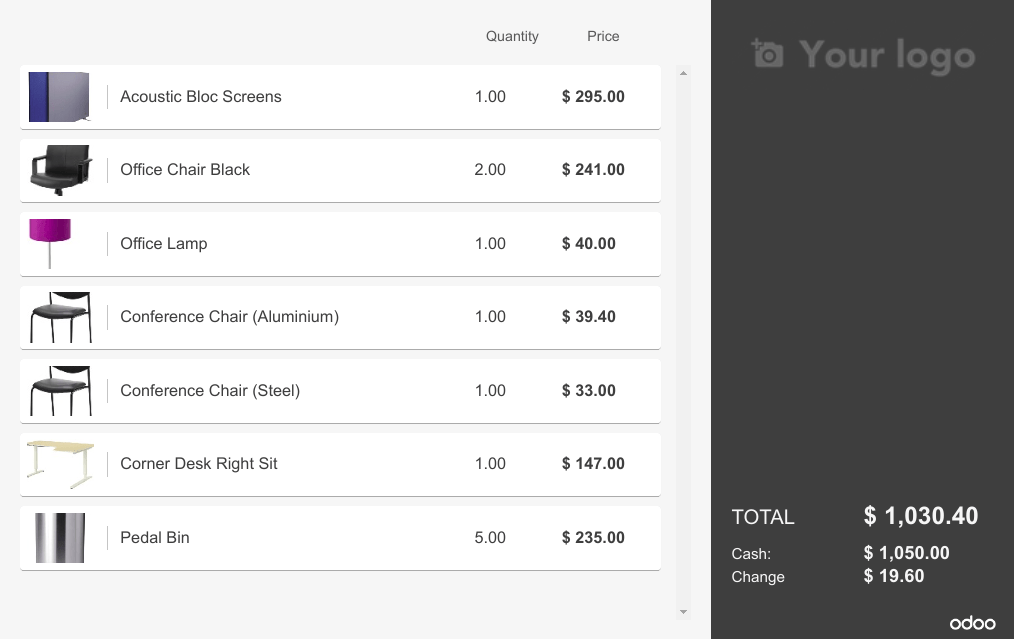 Quantity Price
Your logo
Acoustic Bloc Screens 1.00 $ 295.00
Office Chair Black 2.00 $ 241.00
Office Lamp 1.00 $ 40.00
Conference Chair (Aluminium) 1.00 $ 39.40
Conference Chair (Steel) 1.00 $ 33.00
Corner Desk Right Sit 1.00 $ 147.00
Pedal Bin 5.00 $ 235.00
TOTAL $ 1,030.40
Cash: $ 1,050.00
Change $ 19.60
odoo